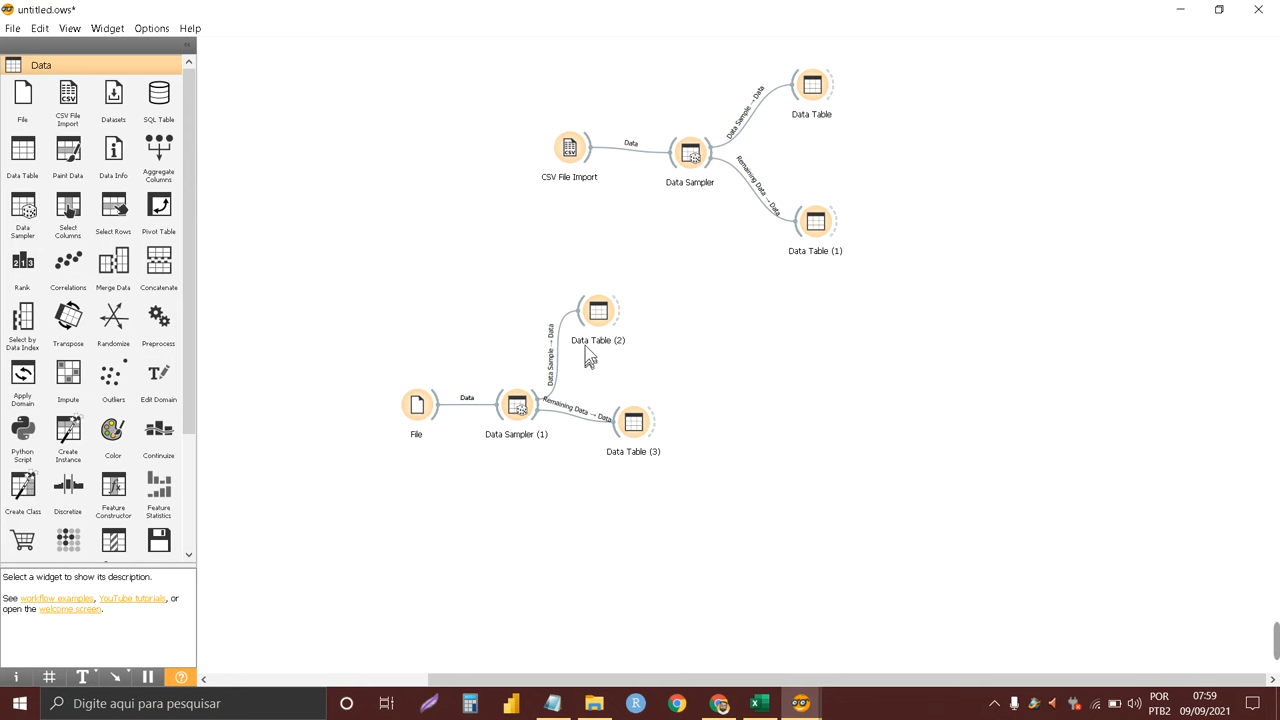 untitled.ows*
File Edit View Widget Options Help
Data
File
CSV File Import
Datasets
SQL Table
Data Table
Paint Data
Data Info
Aggregate Columns
Data Sampler
Select Columns
Select Rows
Pivot Table
Rank
Correlations
Merge Data
Concatenate
Select by Data Index
Transpose
Randomize
Preprocess
Apply Domain
Impute
Outliers
Edit Domain
Python Script
Create Instance
Color
Continuize
Create Class
Discretize
Feature Constructor
Feature Statistics
Select a widget to show its description.
See workflow examples, YouTube tutorials, or
open the welcome screen.
CSV File Import
Data
Data Sampler
Data Sample → Data
Data Table
Remaining Data → Data
Data Table (1)
File
Data
Data Sampler (1)
Data Sample → Data
Data Table (2)
Remaining Data → Data
Data Table (3)
Digite aqui para pesquisar
POR
PTB2
07:59
09/09/2021